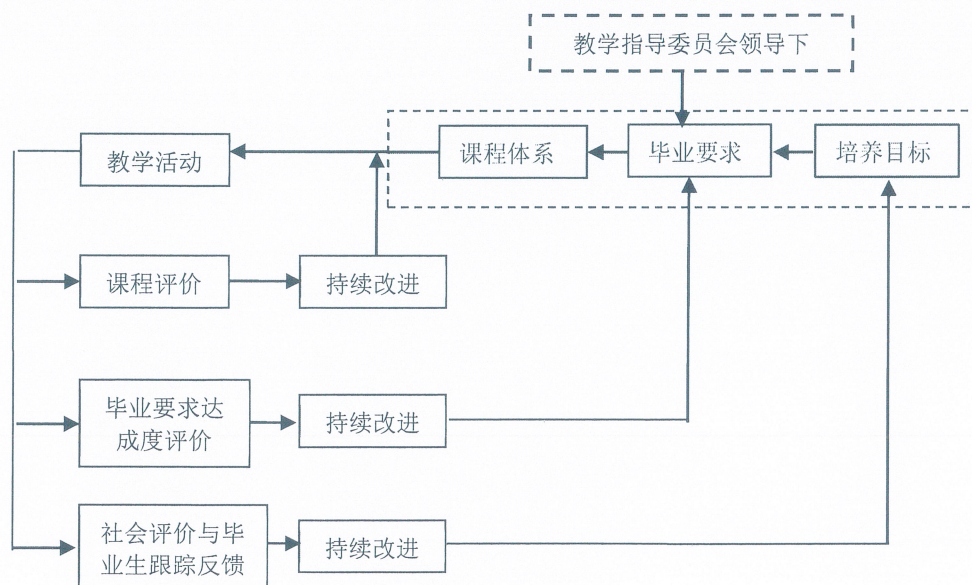 教学指导委员会领导下
教学活动
课程体系
毕业要求
培养目标
课程评价
持续改进
毕业要求达
成度评价
持续改进
社会评价与毕
业生跟踪反馈
持续改进